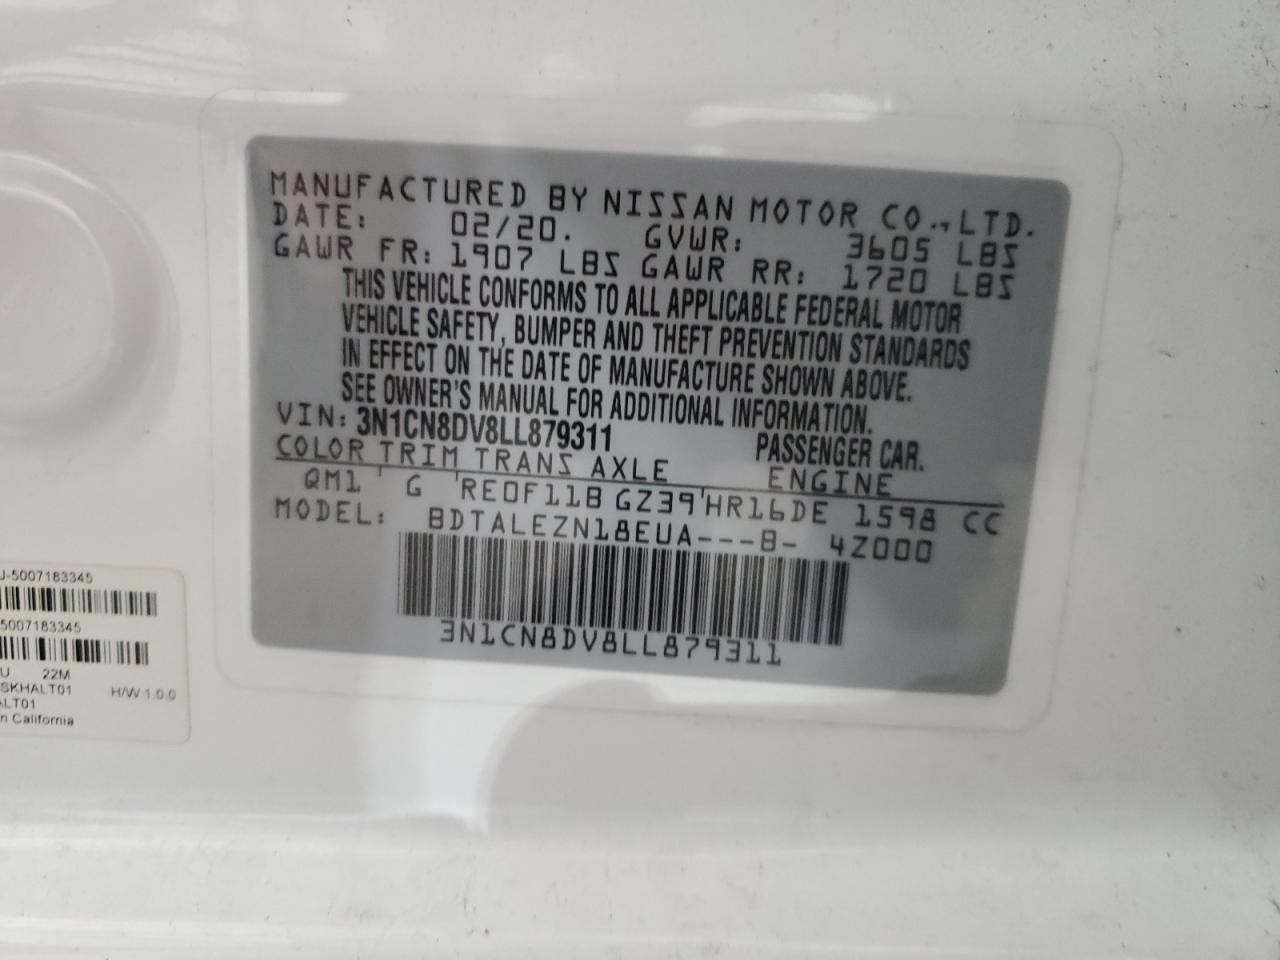 MANUFACTURED BY NISSAN MOTOR CO., LTD.
DATE: 02/20. GVWR: 3605 LBS
GAWR FR: 1907 LBS GAWR RR: 1720 LBS
THIS VEHICLE CONFORMS TO ALL APPLICABLE FEDERAL MOTOR
VEHICLE SAFETY, BUMPER AND THEFT PREVENTION STANDARDS
IN EFFECT ON THE DATE OF MANUFACTURE SHOWN ABOVE.
SEE OWNER'S MANUAL FOR ADDITIONAL INFORMATION.
VIN: 3N1CN8DV8LL879311 PASSENGER CAR.
COLOR TRIM TRANS AXLE ENGINE
QM1 G RE0F11B GZ39 HR16DE 1598 CC
MODEL: BDTALEZN18EUA---B- 4Z000
3N1CN8DV8LL879311
J-5007183345
5007183345
U 22M
SKHALT01 H/W 1.0.0
ALT01
n California